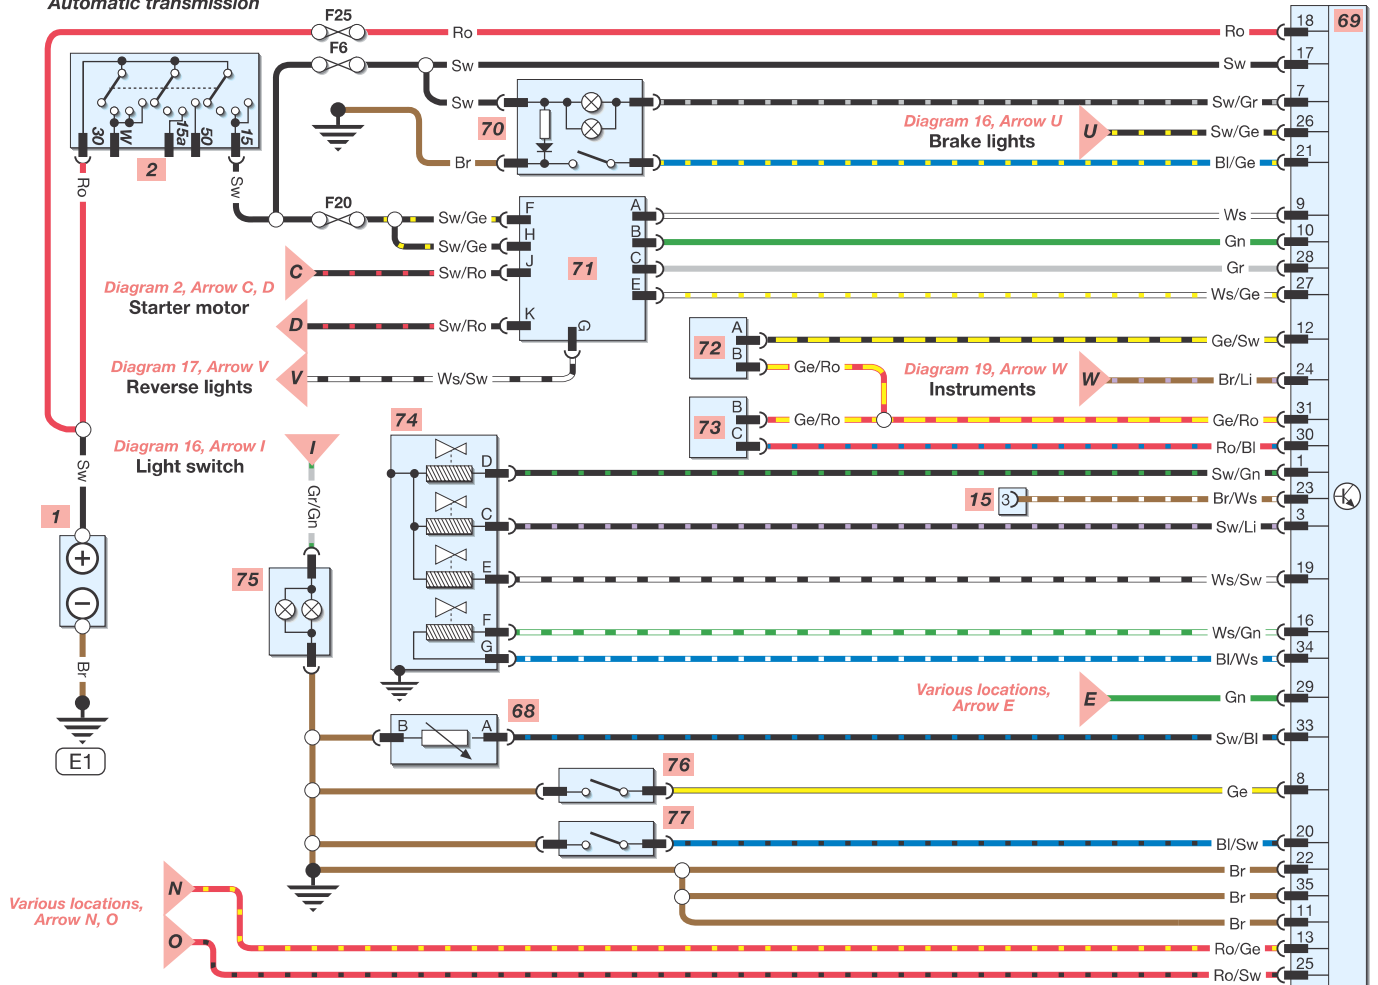 Automatic transmission
F25
Ro
Ro
18
69
F6
Sw
Sw
17
Sw
70
Sw/Gr
7
Diagram 16, Arrow U
Brake lights
U
Sw/Ge
26
Br
Bl/Ge
21
30
W
15a
50
15
2
Ro
Sw
F20
Sw/Ge
F
A
Ws
9
Sw/Ge
H
B
Gn
10
C
Sw/Ro
J
71
C
Gr
28
Diagram 2, Arrow C, D
Starter motor
E
Ws/Ge
27
D
Sw/Ro
K
G
72
A
Ge/Sw
12
B
Ge/Ro
Diagram 17, Arrow V
Reverse lights
V
Ws/Sw
Diagram 19, Arrow W
Instruments
W
Br/Li
24
73
B
Ge/Ro
Ge/Ro
31
C
Ro/Bl
30
74
Diagram 16, Arrow I
Light switch
I
Sw
D
Sw/Gn
1
Gr/Gn
15
3
Br/Ws
23
1
C
Sw/Li
3
+
−
75
E
Ws/Sw
19
F
Ws/Gn
16
G
Bl/Ws
34
Br
Various locations,
Arrow E
E
Gn
29
E1
B
A
68
Sw/Bl
33
76
Ge
8
77
Bl/Sw
20
Br
22
Br
35
Br
11
Various locations,
Arrow N, O
N
Ro/Ge
13
O
Ro/Sw
25